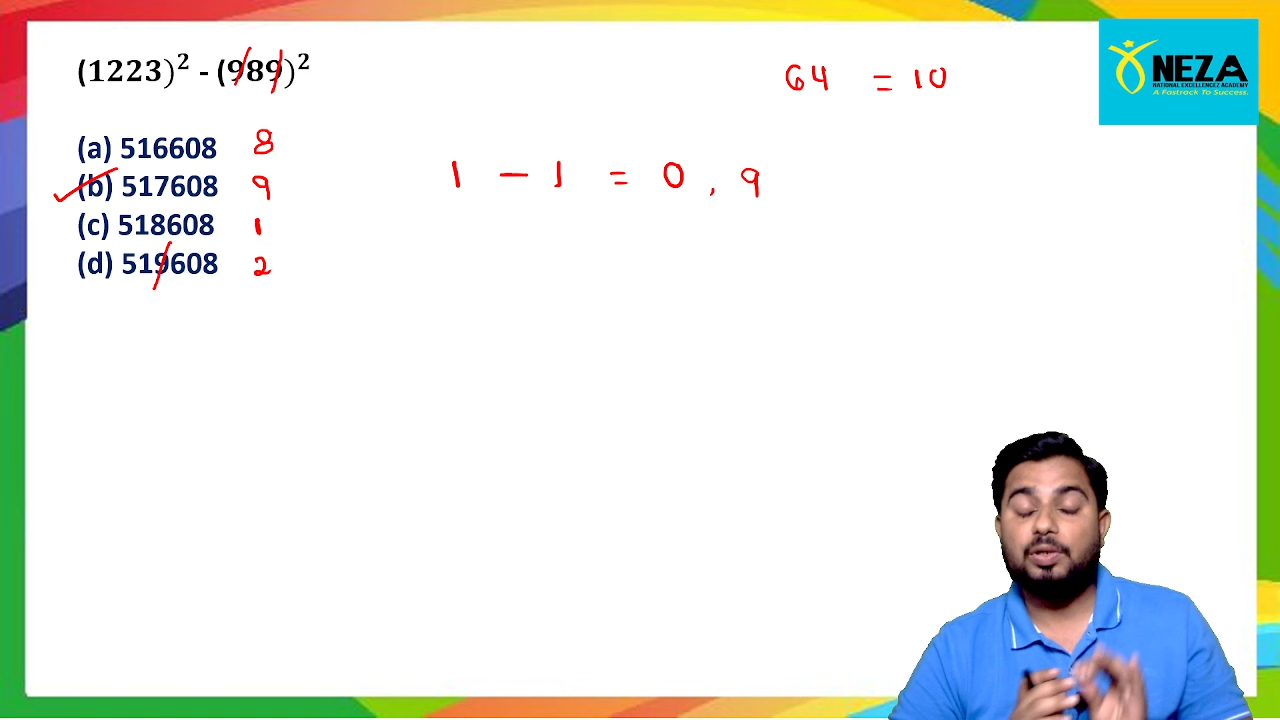 (1223)² - (989)²
64 = 10
NEZA
NATIONAL EXCELLENCEZ ACADEMY
A Fastrack To Success.
(a) 516608 8
1 - 1 = 0, 9
(b) 517608 9
(c) 518608 1
(d) 519608 2